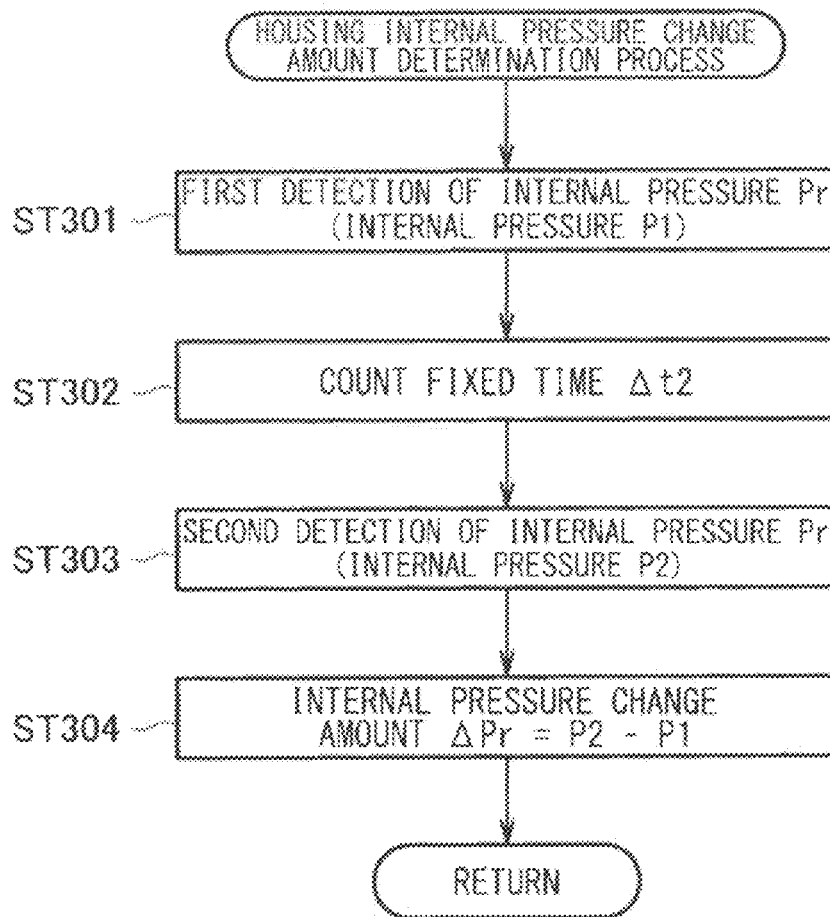 HOUSING INTERNAL PRESSURE CHANGE
AMOUNT DETERMINATION PROCESS
ST301
FIRST DETECTION OF INTERNAL PRESSURE Pr
(INTERNAL PRESSURE P1)
ST302
COUNT FIXED TIME Δt2
ST303
SECOND DETECTION OF INTERNAL PRESSURE Pr
(INTERNAL PRESSURE P2)
ST304
INTERNAL PRESSURE CHANGE
AMOUNT ΔPr = P2 - P1
RETURN